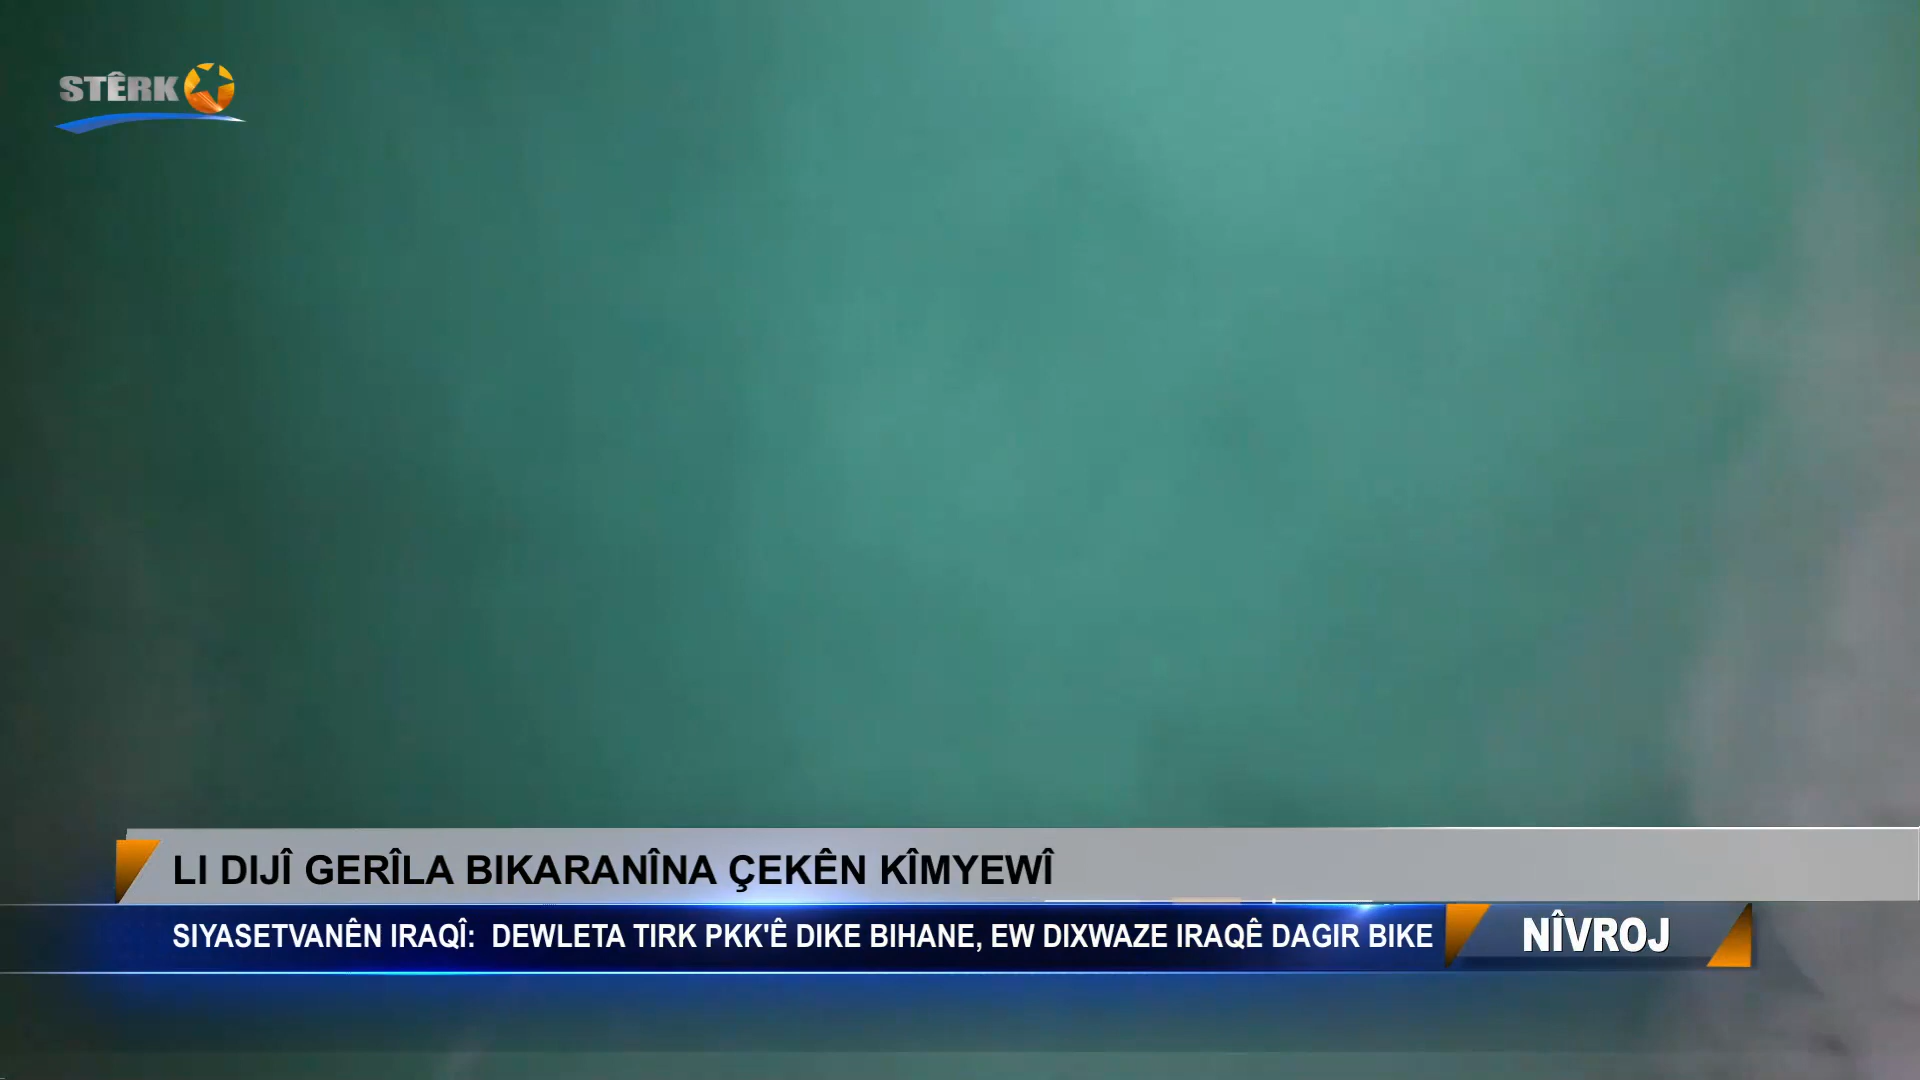 STÊRK
LI DIJÎ GERÎLA BIKARANÎNA ÇEKÊN KÎMYEWÎ
SIYASETVANÊN IRAQÎ: DEWLETA TIRK PKK'Ê DIKE BIHANE, EW DIXWAZE IRAQÊ DAGIR BIKE
NÎVROJ